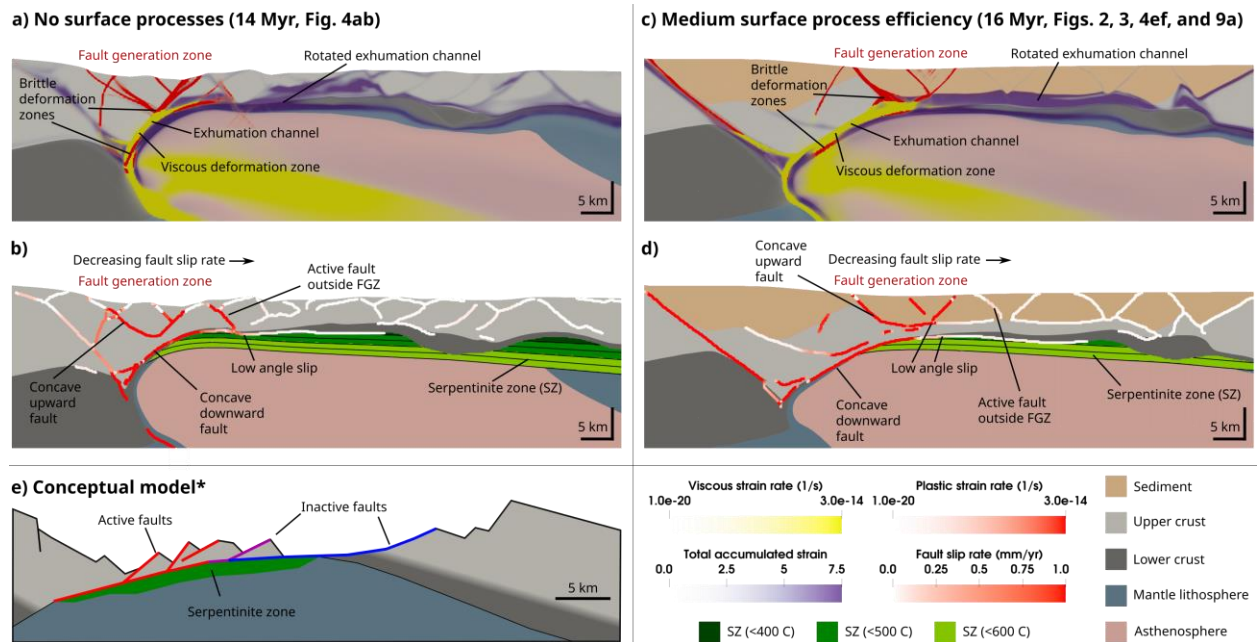 a) No surface processes (14 Myr, Fig. 4ab)
Fault generation zone
Rotated exhumation channel
Brittle
deformation
zones
Exhumation channel
Viscous deformation zone
5 km
c) Medium surface process efficiency (16 Myr, Figs. 2, 3, 4ef, and 9a)
Fault generation zone
Rotated exhumation channel
Brittle
deformation
zones
Exhumation channel
Viscous deformation zone
5 km
b)
Decreasing fault slip rate
Fault generation zone
Active fault
outside FGZ
Low angle slip
Concave
upward
fault
Concave
downward
fault
Serpentinite zone (SZ)
5 km
d)
Concave
upward
fault
Decreasing fault slip rate
Fault generation zone
Low angle slip
Serpentinite zone (SZ)
Concave
downward
fault
Active fault
outside FGZ
5 km
e) Conceptual model*
Active faults
Inactive faults
Serpentinite zone
5 km
Viscous strain rate (1/s)
1.0e-20 3.0e-14
Plastic strain rate (1/s)
1.0e-20 3.0e-14
Total accumulated strain
0.0 2.5 5.0 7.5
Fault slip rate (mm/yr)
0.0 0.25 0.5 0.75 1.0
SZ (<400 C) SZ (<500 C) SZ (<600 C)
Sediment
Upper crust
Lower crust
Mantle lithosphere
Asthenosphere